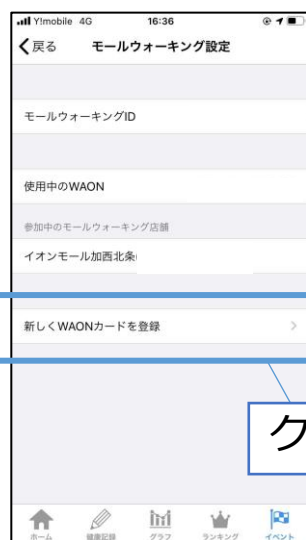 Y!mobile 4G 16:36
戻る モールウォーキング設定
モールウォーキングID
使用中のWAON
参加中のモールウォーキング店舗
イオンモール加西北条
新しくWAONカードを登録
ク
ホーム 健康記録 グラフ ランキング イベント